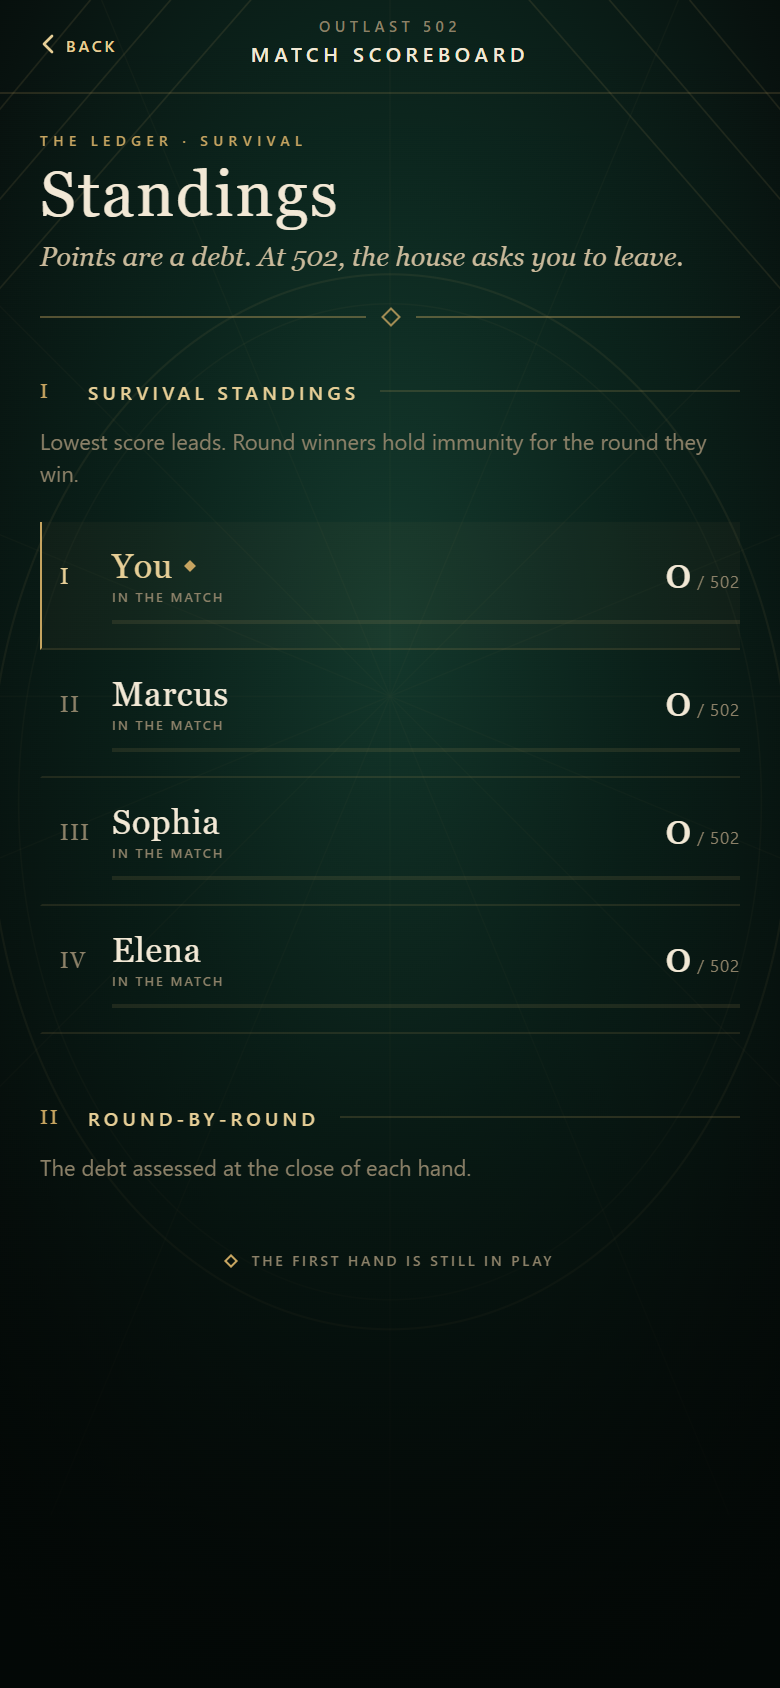 BACK
OUTLAST 502
MATCH SCOREBOARD
THE LEDGER · SURVIVAL
Standings
Points are a debt. At 502, the house asks you to leave.
I SURVIVAL STANDINGS
Lowest score leads. Round winners hold immunity for the round they
win.
I You ◆ 0 / 502
IN THE MATCH
II Marcus 0 / 502
IN THE MATCH
III Sophia 0 / 502
IN THE MATCH
IV Elena 0 / 502
IN THE MATCH
II ROUND-BY-ROUND
The debt assessed at the close of each hand.
THE FIRST HAND IS STILL IN PLAY